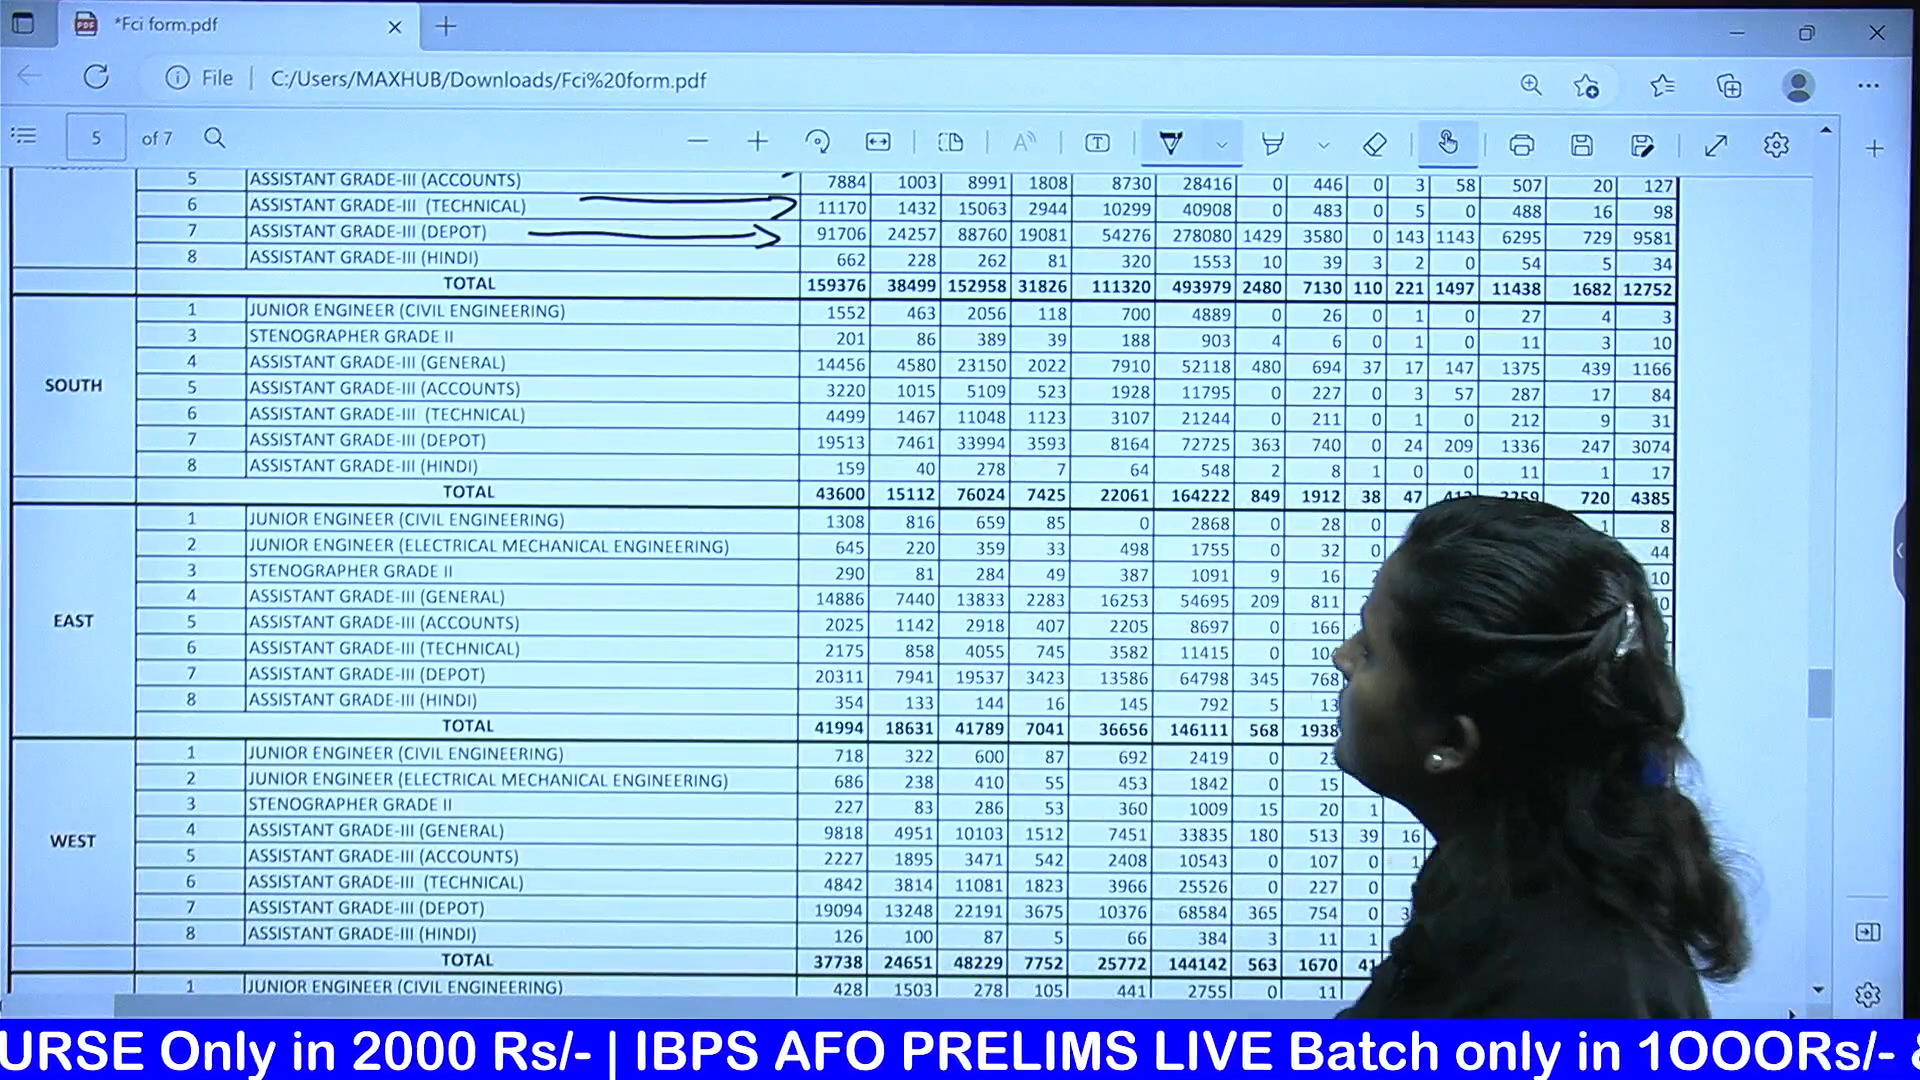 *Fci form.pdf
File | C:/Users/MAXHUB/Downloads/Fci%20form.pdf
5 of 7
5 ASSISTANT GRADE-III (ACCOUNTS) 7884 1003 8991 1808 8730 28416 0 446 0 3 58 507 20 127
6 ASSISTANT GRADE-III (TECHNICAL) 11170 1432 15063 2944 10299 40908 0 483 0 5 0 488 16 98
7 ASSISTANT GRADE-III (DEPOT) 91706 24257 88760 19081 54276 278080 1429 3580 0 143 1143 6295 729 9581
8 ASSISTANT GRADE-III (HINDI) 662 228 262 81 320 1553 10 39 3 2 0 54 5 34
TOTAL 159376 38499 152958 31826 111320 493979 2480 7130 110 221 1497 11438 1682 12752
SOUTH
1 JUNIOR ENGINEER (CIVIL ENGINEERING) 1552 463 2056 118 700 4889 0 26 0 1 0 27 4 3
3 STENOGRAPHER GRADE II 201 86 389 39 188 903 4 6 0 1 0 11 3 10
4 ASSISTANT GRADE-III (GENERAL) 14456 4580 23150 2022 7910 52118 480 694 37 17 147 1375 439 1166
5 ASSISTANT GRADE-III (ACCOUNTS) 3220 1015 5109 523 1928 11795 0 227 0 3 57 287 17 84
6 ASSISTANT GRADE-III (TECHNICAL) 4499 1467 11048 1123 3107 21244 0 211 0 1 0 212 9 31
7 ASSISTANT GRADE-III (DEPOT) 19513 7461 33994 3593 8164 72725 363 740 0 24 209 1336 247 3074
8 ASSISTANT GRADE-III (HINDI) 159 40 278 7 64 548 2 8 1 0 0 11 1 17
TOTAL 43600 15112 76024 7425 22061 164222 849 1912 38 47 720 4385
EAST
1 JUNIOR ENGINEER (CIVIL ENGINEERING) 1308 816 659 85 0 2868 0 28 0 1 8
2 JUNIOR ENGINEER (ELECTRICAL MECHANICAL ENGINEERING) 645 220 359 33 498 1755 0 32 0 44
3 STENOGRAPHER GRADE II 290 81 284 49 387 1091 9 16 10
4 ASSISTANT GRADE-III (GENERAL) 14886 7440 13833 2283 16253 54695 209 811
5 ASSISTANT GRADE-III (ACCOUNTS) 2025 1142 2918 407 2205 8697 0 166
6 ASSISTANT GRADE-III (TECHNICAL) 2175 858 4055 745 3582 11415 0 104
7 ASSISTANT GRADE-III (DEPOT) 20311 7941 19537 3423 13586 64798 345 768
8 ASSISTANT GRADE-III (HINDI) 354 133 144 16 145 792 5 13
TOTAL 41994 18631 41789 7041 36656 146111 568 1938
WEST
1 JUNIOR ENGINEER (CIVIL ENGINEERING) 718 322 600 87 692 2419 0
2 JUNIOR ENGINEER (ELECTRICAL MECHANICAL ENGINEERING) 686 238 410 55 453 1842 0 15
3 STENOGRAPHER GRADE II 227 83 286 53 360 1009 15 20 1
4 ASSISTANT GRADE-III (GENERAL) 9818 4951 10103 1512 7451 33835 180 513 39 16
5 ASSISTANT GRADE-III (ACCOUNTS) 2227 1895 3471 542 2408 10543 0 107 0 1
6 ASSISTANT GRADE-III (TECHNICAL) 4842 3814 11081 1823 3966 25526 0 227 0
7 ASSISTANT GRADE-III (DEPOT) 19094 13248 22191 3675 10376 68584 365 754 0
8 ASSISTANT GRADE-III (HINDI) 126 100 87 5 66 384 3 11 1
TOTAL 37738 24651 48229 7752 25772 144142 563 1670 41
1 JUNIOR ENGINEER (CIVIL ENGINEERING) 428 1503 278 105 441 2755 0 11
URSE Only in 2000 Rs/- | IBPS AFO PRELIMS LIVE Batch only in 1OOORs/- &